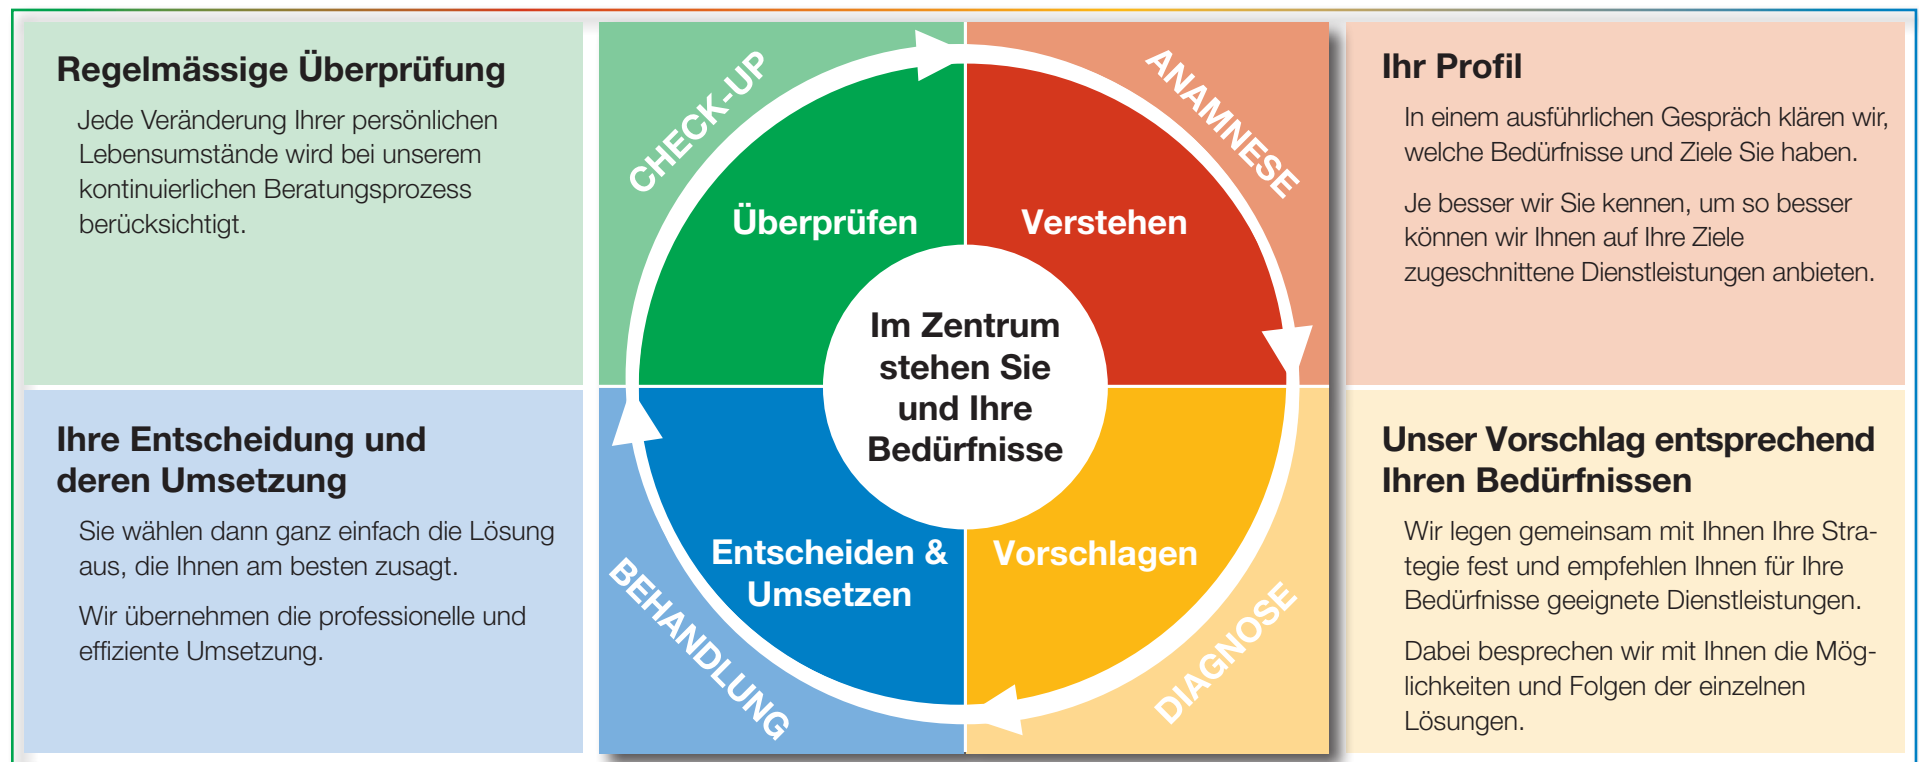 Regelmässige Überprüfung
Jede Veränderung Ihrer persönlichen
Lebensumstände wird bei unserem
kontinuierlichen Beratungsprozess
berücksichtigt.
Ihre Entscheidung und
deren Umsetzung
Sie wählen dann ganz einfach die Lösung
aus, die Ihnen am besten zusagt.
Wir übernehmen die professionelle und
effiziente Umsetzung.
CHECK-UP
ANAMNESE
Überprüfen
Verstehen
Im Zentrum
stehen Sie
und Ihre
Bedürfnisse
Entscheiden &
Umsetzen
Vorschlagen
BEHANDLUNG
DIAGNOSE
Ihr Profil
In einem ausführlichen Gespräch klären wir,
welche Bedürfnisse und Ziele Sie haben.
Je besser wir Sie kennen, um so besser
können wir Ihnen auf Ihre Ziele
zugeschnittene Dienstleistungen anbieten.
Unser Vorschlag entsprechend
Ihren Bedürfnissen
Wir legen gemeinsam mit Ihnen Ihre Stra-
tegie fest und empfehlen Ihnen für Ihre
Bedürfnisse geeignete Dienstleistungen.
Dabei besprechen wir mit Ihnen die Mög-
lichkeiten und Folgen der einzelnen
Lösungen.